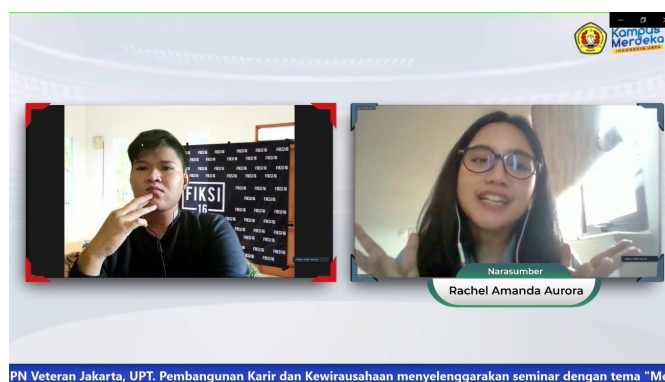 Kampus
Merdeka
INDONESIA JAYA
FIKSI
16
Narasumber
Rachel Amanda Aurora
PN Veteran Jakarta, UPT. Pembangunan Karir dan Kewirausahaan menyelenggarakan seminar dengan tema "Me